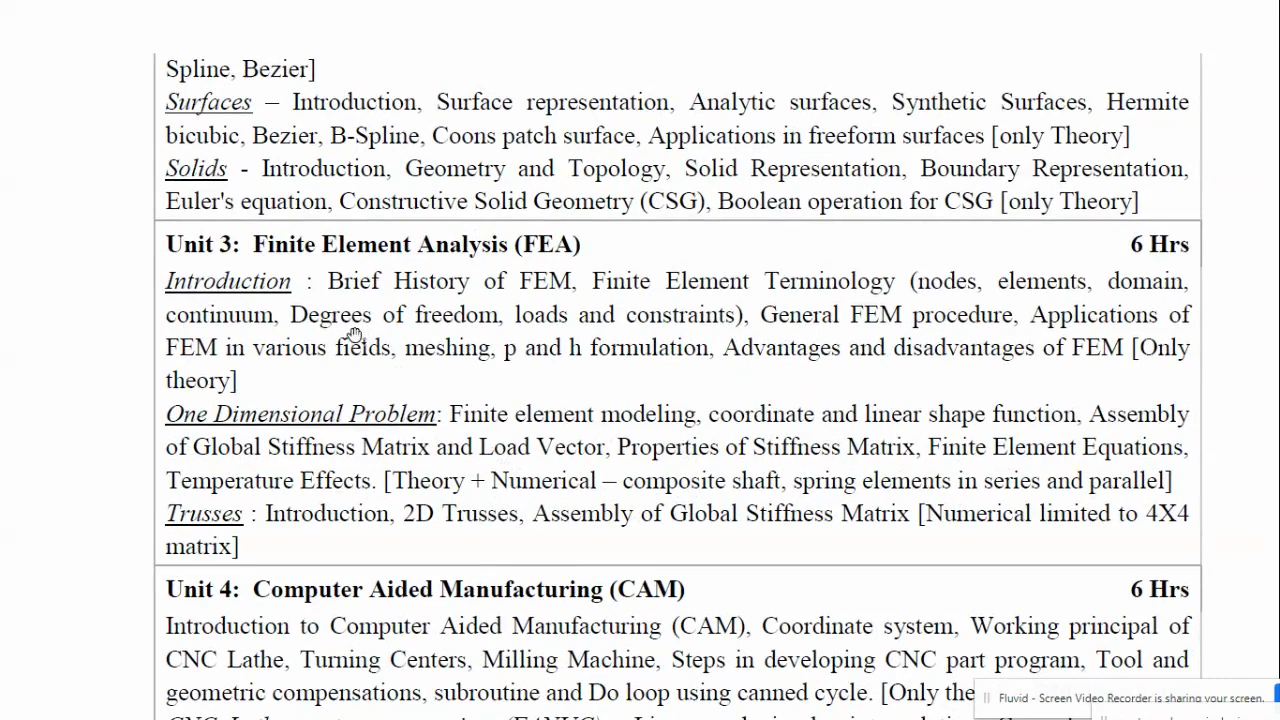 Spline, Bezier]
Surfaces – Introduction, Surface representation, Analytic surfaces, Synthetic Surfaces, Hermite
bicubic, Bezier, B-Spline, Coons patch surface, Applications in freeform surfaces [only Theory]
Solids - Introduction, Geometry and Topology, Solid Representation, Boundary Representation,
Euler's equation, Constructive Solid Geometry (CSG), Boolean operation for CSG [only Theory]
Unit 3: Finite Element Analysis (FEA) 6 Hrs
Introduction : Brief History of FEM, Finite Element Terminology (nodes, elements, domain,
continuum, Degrees of freedom, loads and constraints), General FEM procedure, Applications of
FEM in various fields, meshing, p and h formulation, Advantages and disadvantages of FEM [Only
theory]
One Dimensional Problem: Finite element modeling, coordinate and linear shape function, Assembly
of Global Stiffness Matrix and Load Vector, Properties of Stiffness Matrix, Finite Element Equations,
Temperature Effects. [Theory + Numerical – composite shaft, spring elements in series and parallel]
Trusses : Introduction, 2D Trusses, Assembly of Global Stiffness Matrix [Numerical limited to 4X4
matrix]
Unit 4: Computer Aided Manufacturing (CAM) 6 Hrs
Introduction to Computer Aided Manufacturing (CAM), Coordinate system, Working principal of
CNC Lathe, Turning Centers, Milling Machine, Steps in developing CNC part program, Tool and
geometric compensations, subroutine and Do loop using canned cycle. [Only the
Fluvid - Screen Video Recorder is sharing your screen.